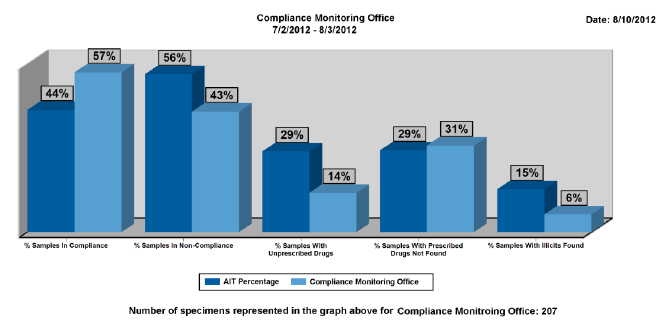 Compliance Monitoring Office
7/2/2012 - 8/3/2012
Date: 8/10/2012
44%
57%
56%
43%
29%
14%
29%
31%
15%
6%
% Samples In Compliance
% Samples In Non-Compliance
% Samples With
Unprescribed Drugs
% Samples With Prescribed
Drugs Not Found
% Samples With Illicits Found
AIT Percentage
Compliance Monitoring Office
Number of specimens represented in the graph above for Compliance Monitroing Office: 207